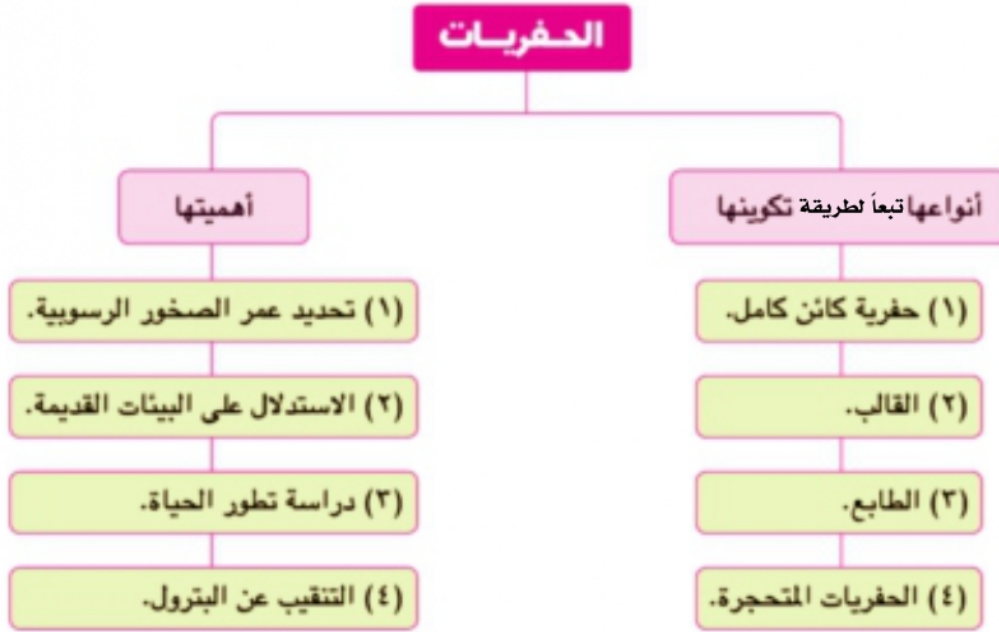 الحفريات
أنواعها تبعاً لطريقة تكوينها
(١) حفرية كائن كامل.
(٢) القالب.
(٣) الطابع.
(٤) الحفريات المتحجرة.
أهميتها
(١) تحديد عمر الصخور الرسوبية.
(٢) الاستدلال على البيئات القديمة.
(٣) دراسة تطور الحياة.
(٤) التنقيب عن البترول.